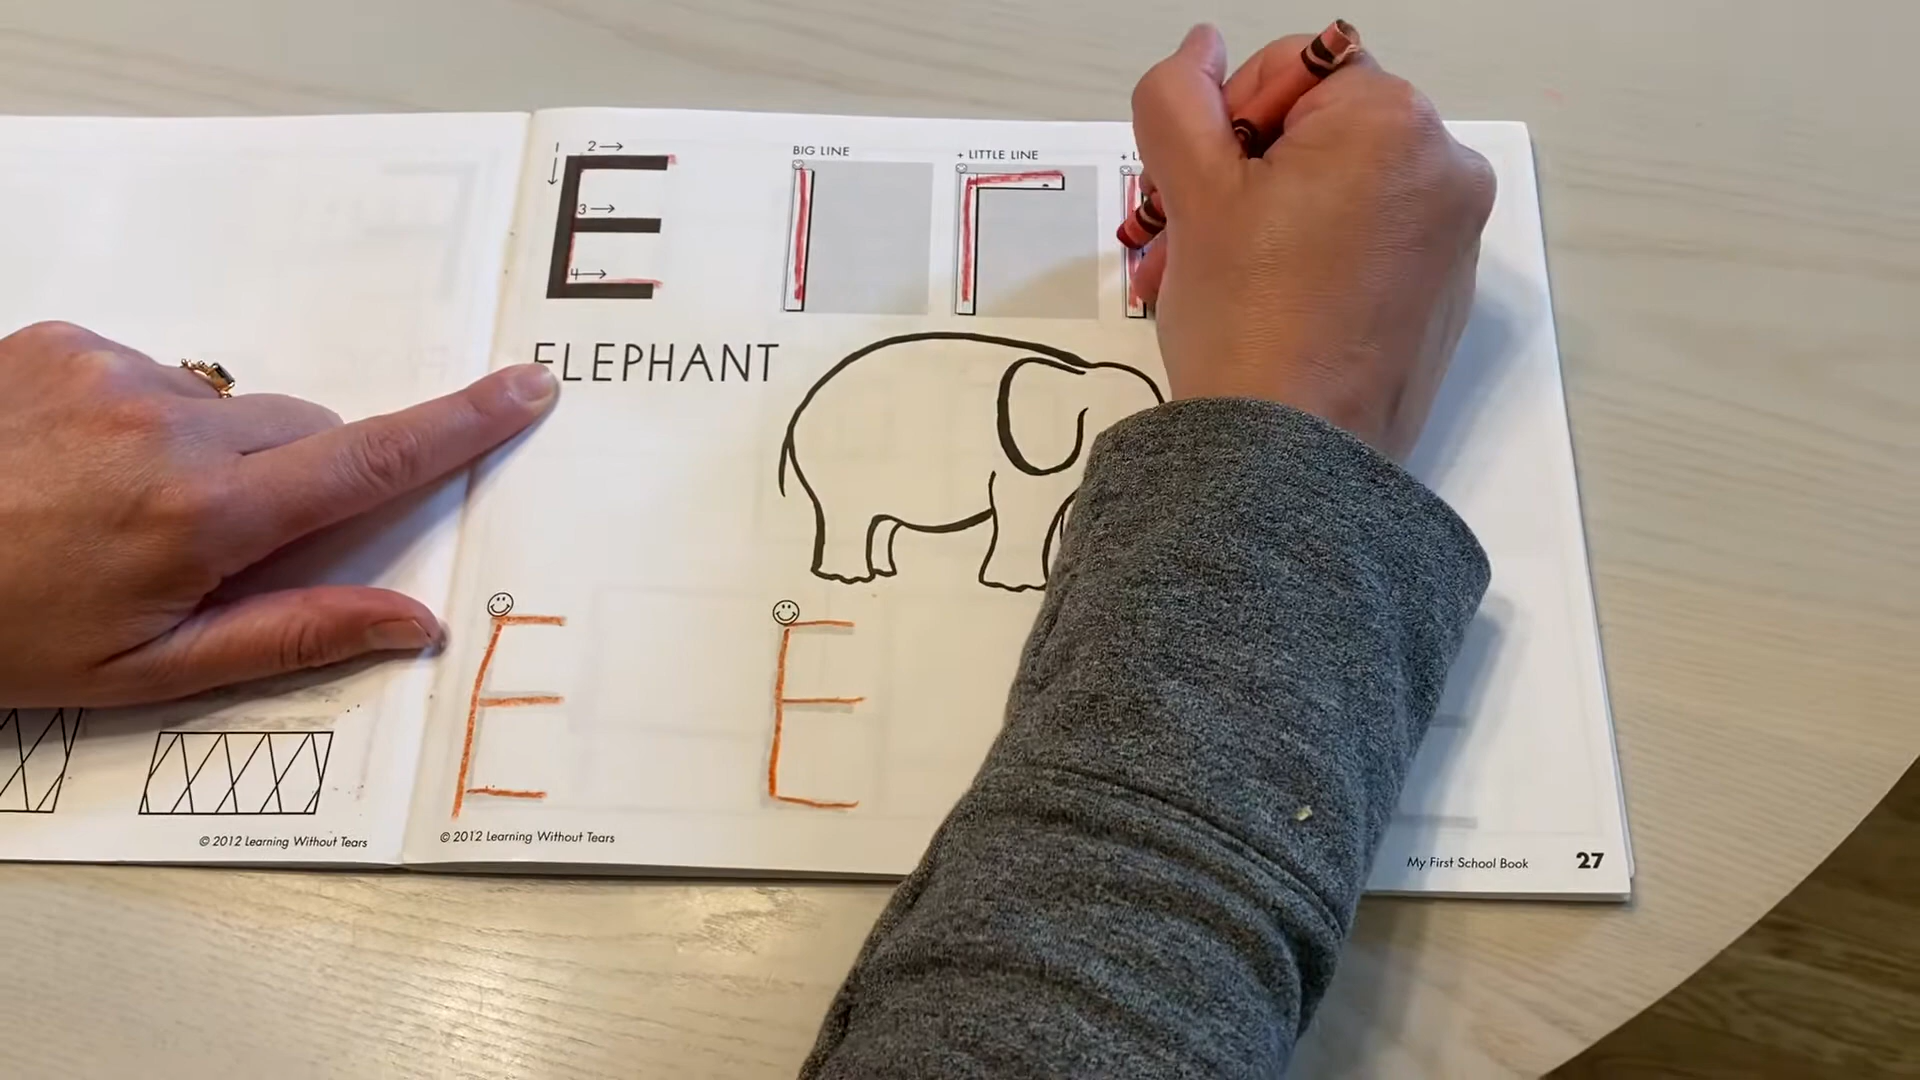 1
2
3
4
E
BIG LINE
+ LITTLE LINE
ELEPHANT
E
E
© 2012 Learning Without Tears
© 2012 Learning Without Tears
My First School Book
27